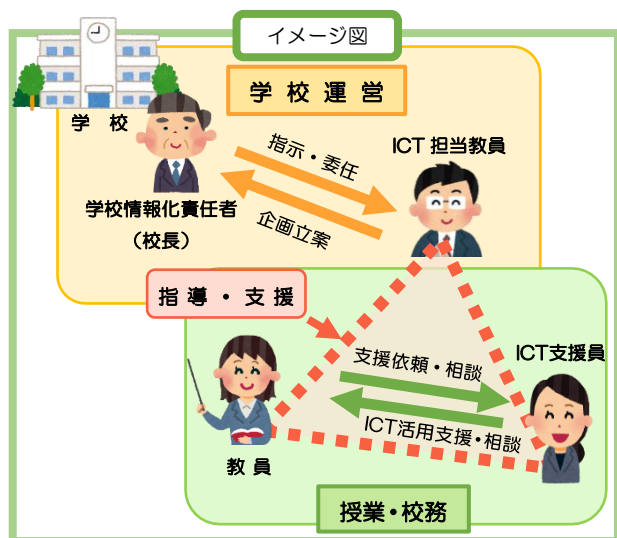 イメージ図
学校運営
学校
ICT担当教員
指示・委任
企画立案
学校情報化責任者
（校長）
指導・支援
ICT支援員
支援依頼・相談
ICT活用支援・相談
教員
授業・校務